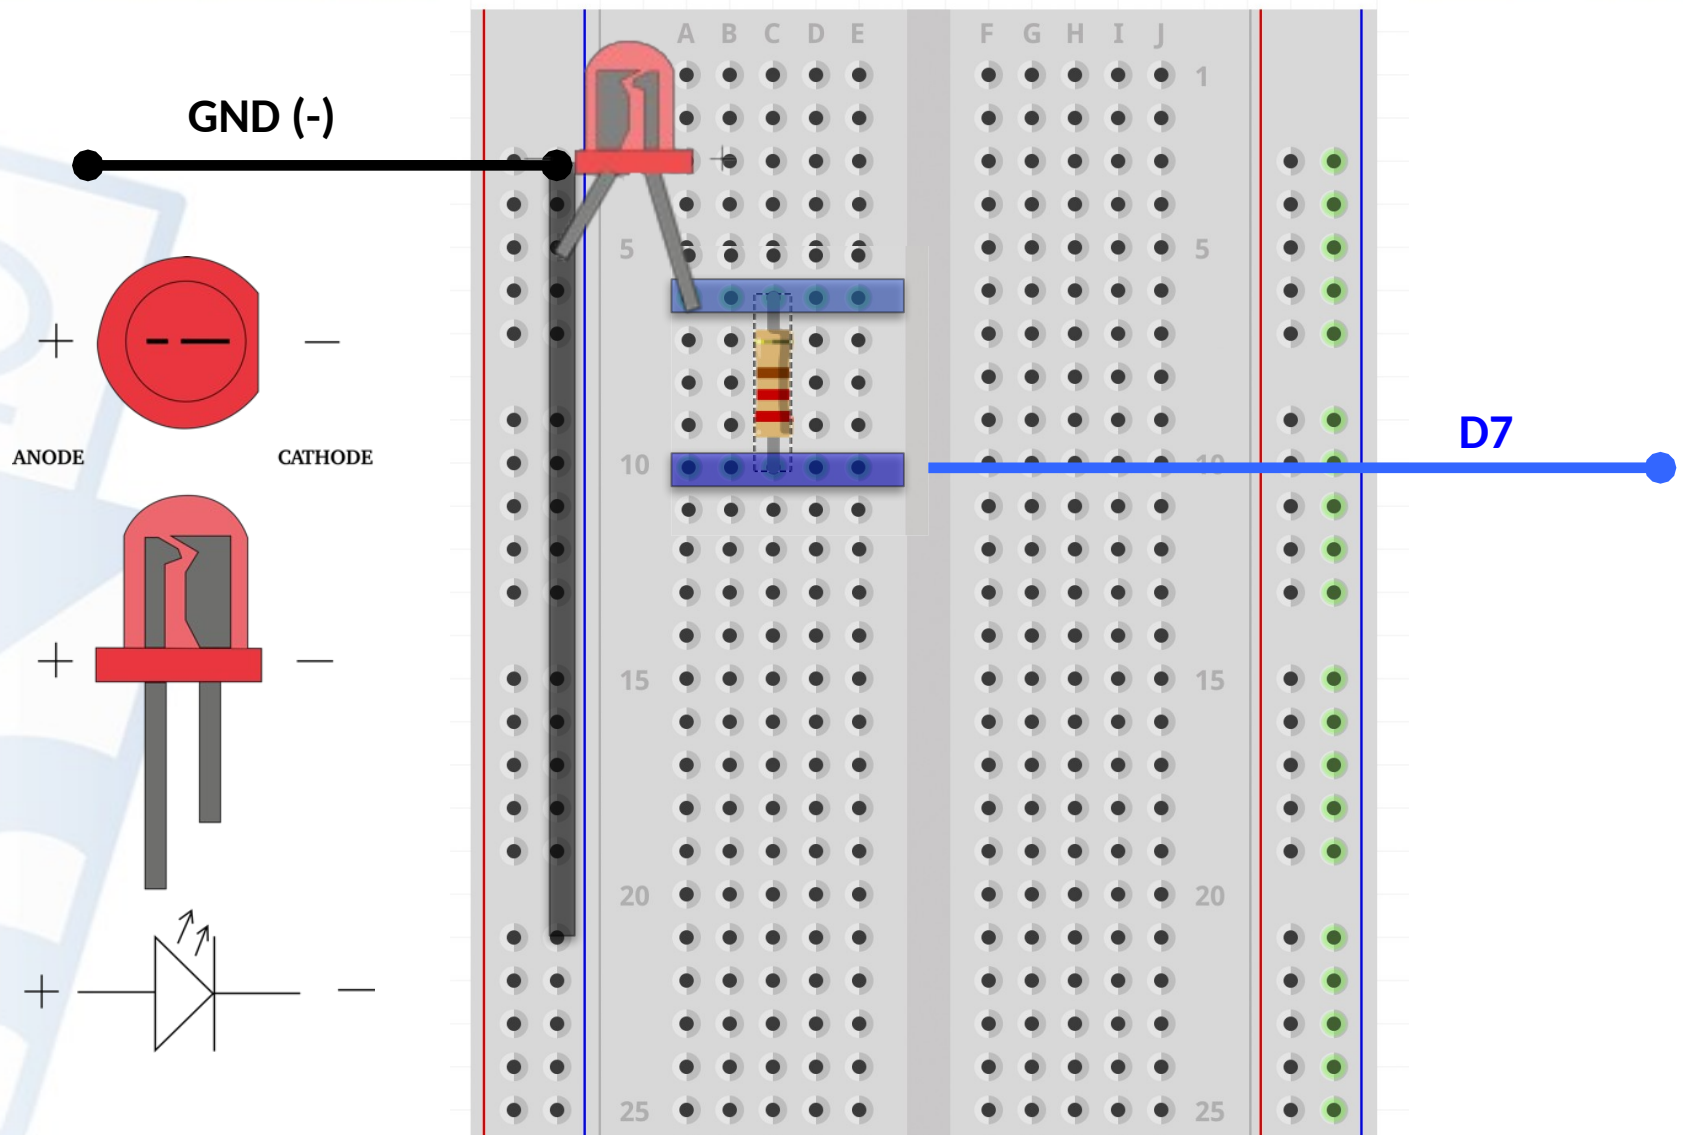 A B C D E F G H I J
1
GND (-)
+
5 5
+ —
ANODE CATHODE
D7
10 10
+ —
15 15
20 20
+ —
25 25